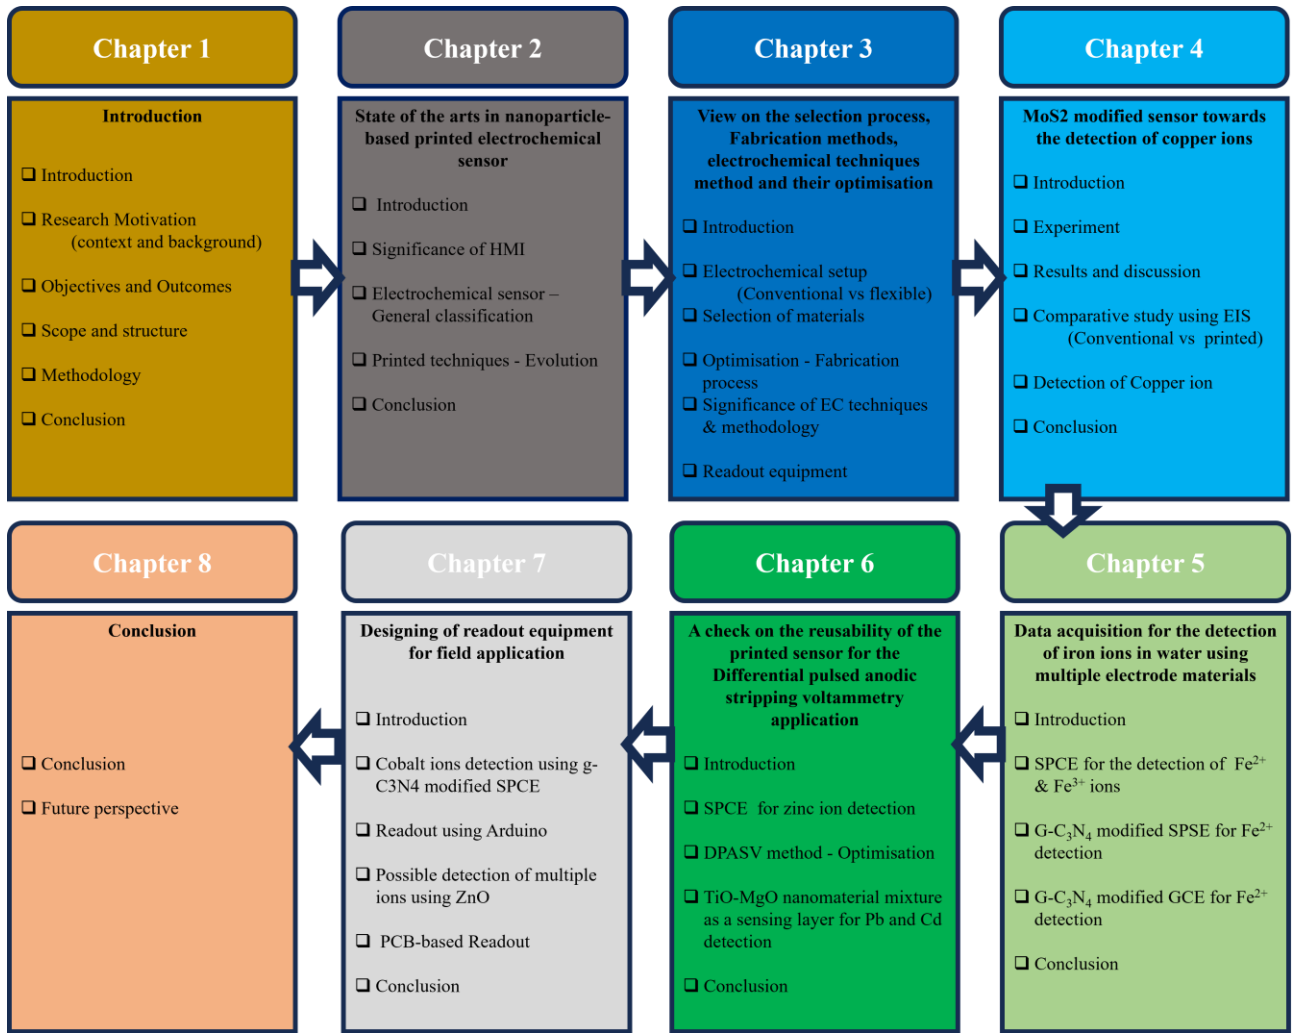 Chapter 1
Introduction
❑ Introduction
❑ Research Motivation
(context and background)
❑ Objectives and Outcomes
❑ Scope and structure
❑ Methodology
❑ Conclusion
Chapter 2
State of the arts in nanoparticle-
based printed electrochemical
sensor
❑ Introduction
❑ Significance of HMI
❑ Electrochemical sensor –
General classification
❑ Printed techniques - Evolution
❑ Conclusion
Chapter 3
View on the selection process,
Fabrication methods,
electrochemical techniques
method and their optimisation
❑ Introduction
❑ Electrochemical setup
(Conventional vs flexible)
❑ Selection of materials
❑ Optimisation - Fabrication
process
❑ Significance of EC techniques
& methodology
❑ Readout equipment
Chapter 4
MoS2 modified sensor towards
the detection of copper ions
❑ Introduction
❑ Experiment
❑ Results and discussion
❑ Comparative study using EIS
(Conventional vs printed)
❑ Detection of Copper ion
❑ Conclusion
Chapter 5
Data acquisition for the detection
of iron ions in water using
multiple electrode materials
❑ Introduction
❑ SPCE for the detection of Fe²⁺
& Fe³⁺ ions
❑ G-C₃N₄ modified SPSE for Fe²⁺
detection
❑ G-C₃N₄ modified GCE for Fe²⁺
detection
❑ Conclusion
Chapter 6
A check on the reusability of the
printed sensor for the
Differential pulsed anodic
stripping voltammetry
application
❑ Introduction
❑ SPCE for zinc ion detection
❑ DPASV method - Optimisation
❑ TiO-MgO nanomaterial mixture
as a sensing layer for Pb and Cd
detection
❑ Conclusion
Chapter 7
Designing of readout equipment
for field application
❑ Introduction
❑ Cobalt ions detection using g-
C3N4 modified SPCE
❑ Readout using Arduino
❑ Possible detection of multiple
ions using ZnO
❑ PCB-based Readout
❑ Conclusion
Chapter 8
Conclusion
❑ Conclusion
❑ Future perspective